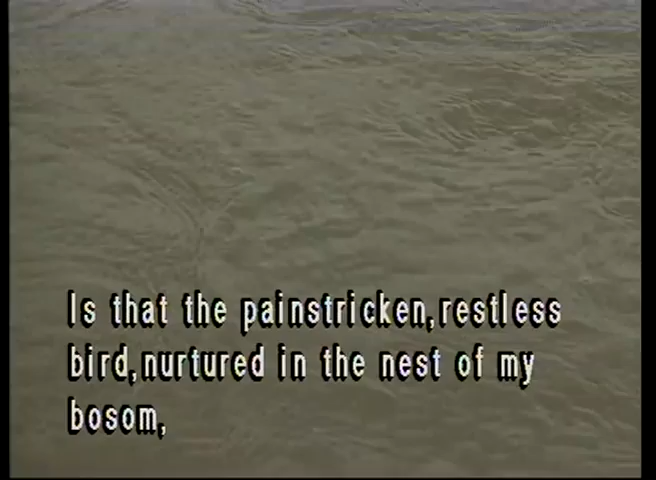 Is that the painstricken,restless
bird,nurtured in the nest of my
bosom,